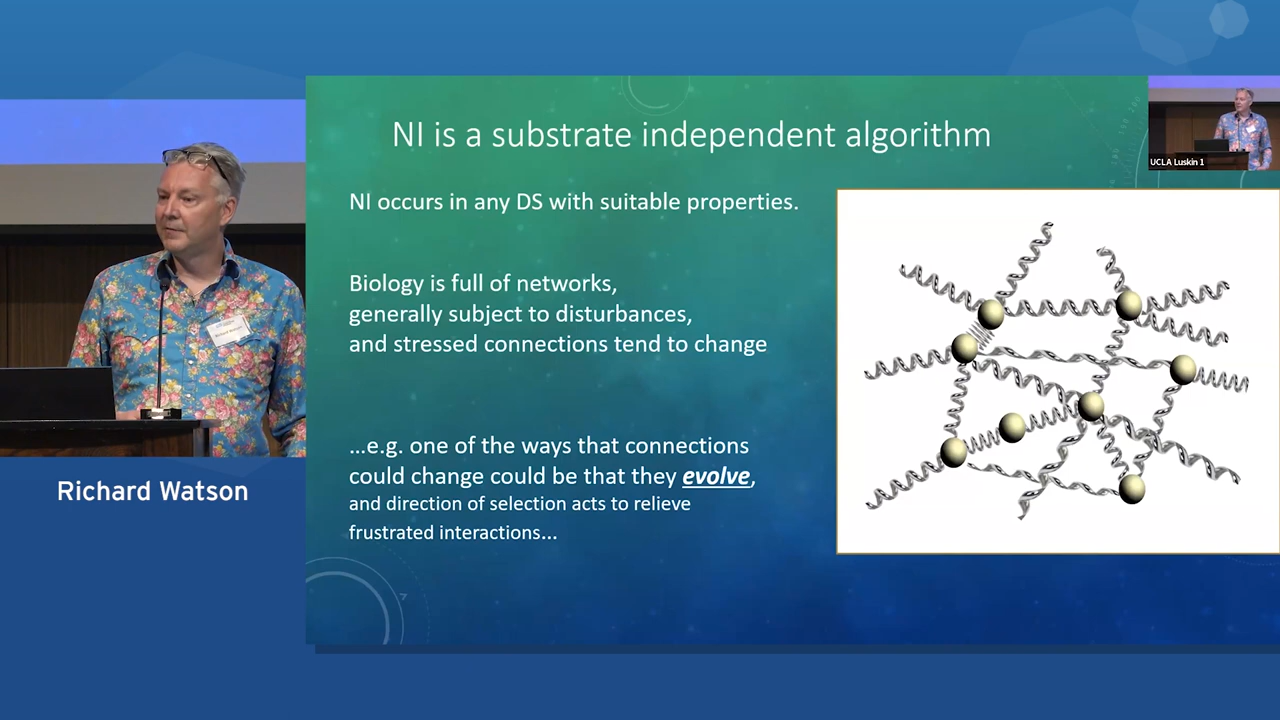 NI is a substrate independent algorithm
UCLA Luskin 1
NI occurs in any DS with suitable properties.
Biology is full of networks,
generally subject to disturbances,
and stressed connections tend to change
…e.g. one of the ways that connections
could change could be that they evolve,
and direction of selection acts to relieve
frustrated interactions...
Richard Watson